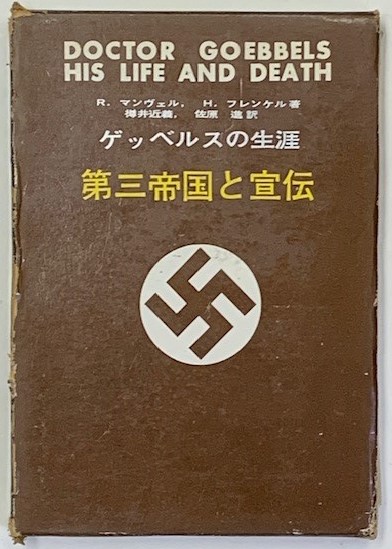 DOCTOR GOEBBELS
HIS LIFE AND DEATH
R. マンヴェル, H. フレンケル著
樽井近義, 佐原 進訳
ゲッベルスの生涯
第三帝国と宣伝